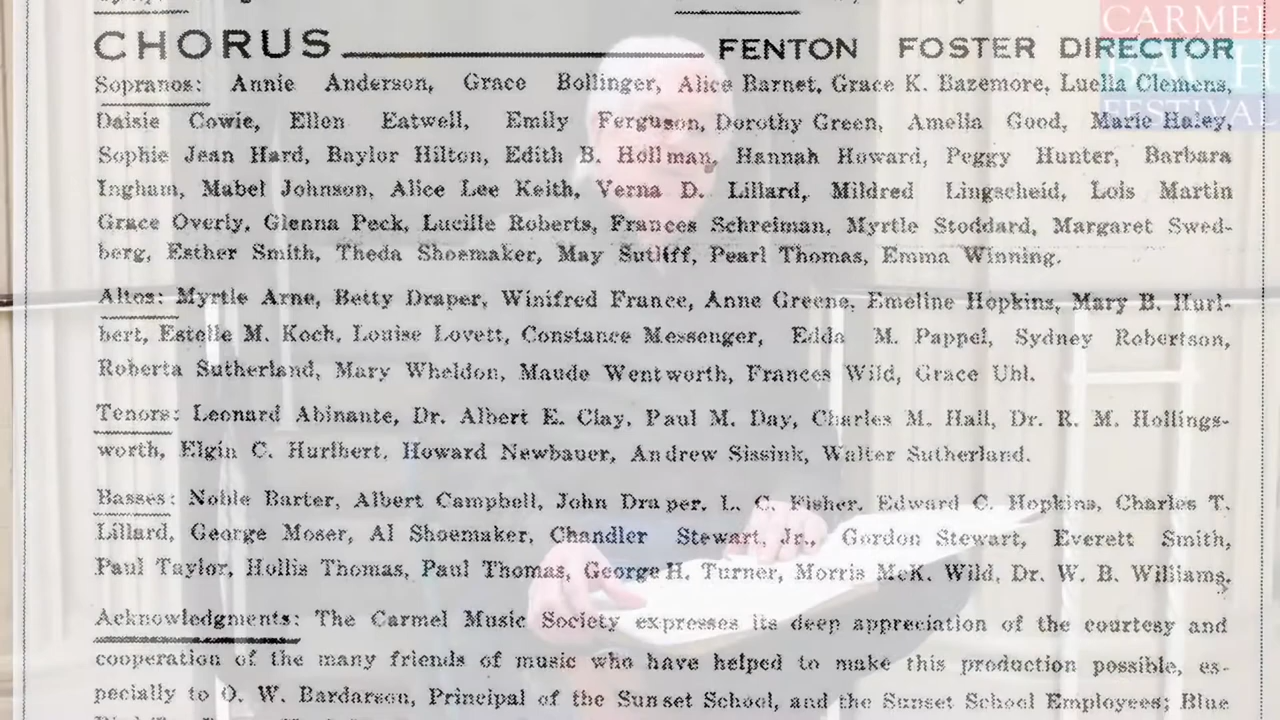 CARMEL
BACH
FESTIVAL
CHORUS FENTON FOSTER DIRECTOR
Sopranos: Annie Anderson, Grace Bollinger, Alice Barnet, Grace K. Bazemore, Luella Clemens,
Daisie Cowie, Ellen Eatwell, Emily Ferguson, Dorothy Green, Amelia Good, Marie Haley,
Sophie Jean Hard, Baylor Hilton, Edith B. Hollman, Hannah Howard, Peggy Hunter, Barbara
Ingham, Mabel Johnson, Alice Lee Keith, Verna D. Lillard, Mildred Lingscheid, Lois Martin
Grace Overly, Glenna Peck, Lucille Roberts, Frances Schreiman, Myrtle Stoddard, Margaret Swed-
berg, Esther Smith, Theda Shoemaker, May Sutliff, Pearl Thomas, Emma Winning.
Altos: Myrtle Arne, Betty Draper, Winifred France, Anne Greene, Emeline Hopkins, Mary B. Hurl-
bert, Estelle M. Koch, Louise Lovett, Constance Messenger, Edda M. Pappel, Sydney Robertson,
Roberta Sutherland, Mary Wheldon, Maude Wentworth, Frances Wild, Grace Uhl.
Tenors: Leonard Abinante, Dr. Albert E. Clay, Paul M. Day, Charles M. Hall, Dr. R. M. Hollings-
worth, Elgin C. Hurlbert, Howard Newbauer, Andrew Sissink, Walter Sutherland.
Basses: Noble Barter, Albert Campbell, John Draper, L. C. Fisher, Edward C. Hopkins, Charles T.
Lillard, George Moser, Al Shoemaker, Chandler Stewart, Jr., Gordon Stewart, Everett Smith,
Paul Taylor, Hollis Thomas, Paul Thomas, George H. Turner, Morris McK. Wild, Dr. W. B. Williams.
Acknowledgments: The Carmel Music Society expresses its deep appreciation of the courtesy and
cooperation of the many friends of music who have helped to make this production possible, es-
pecially to O. W. Bardarson, Principal of the Sunset School, and the Sunset School Employees; Blue